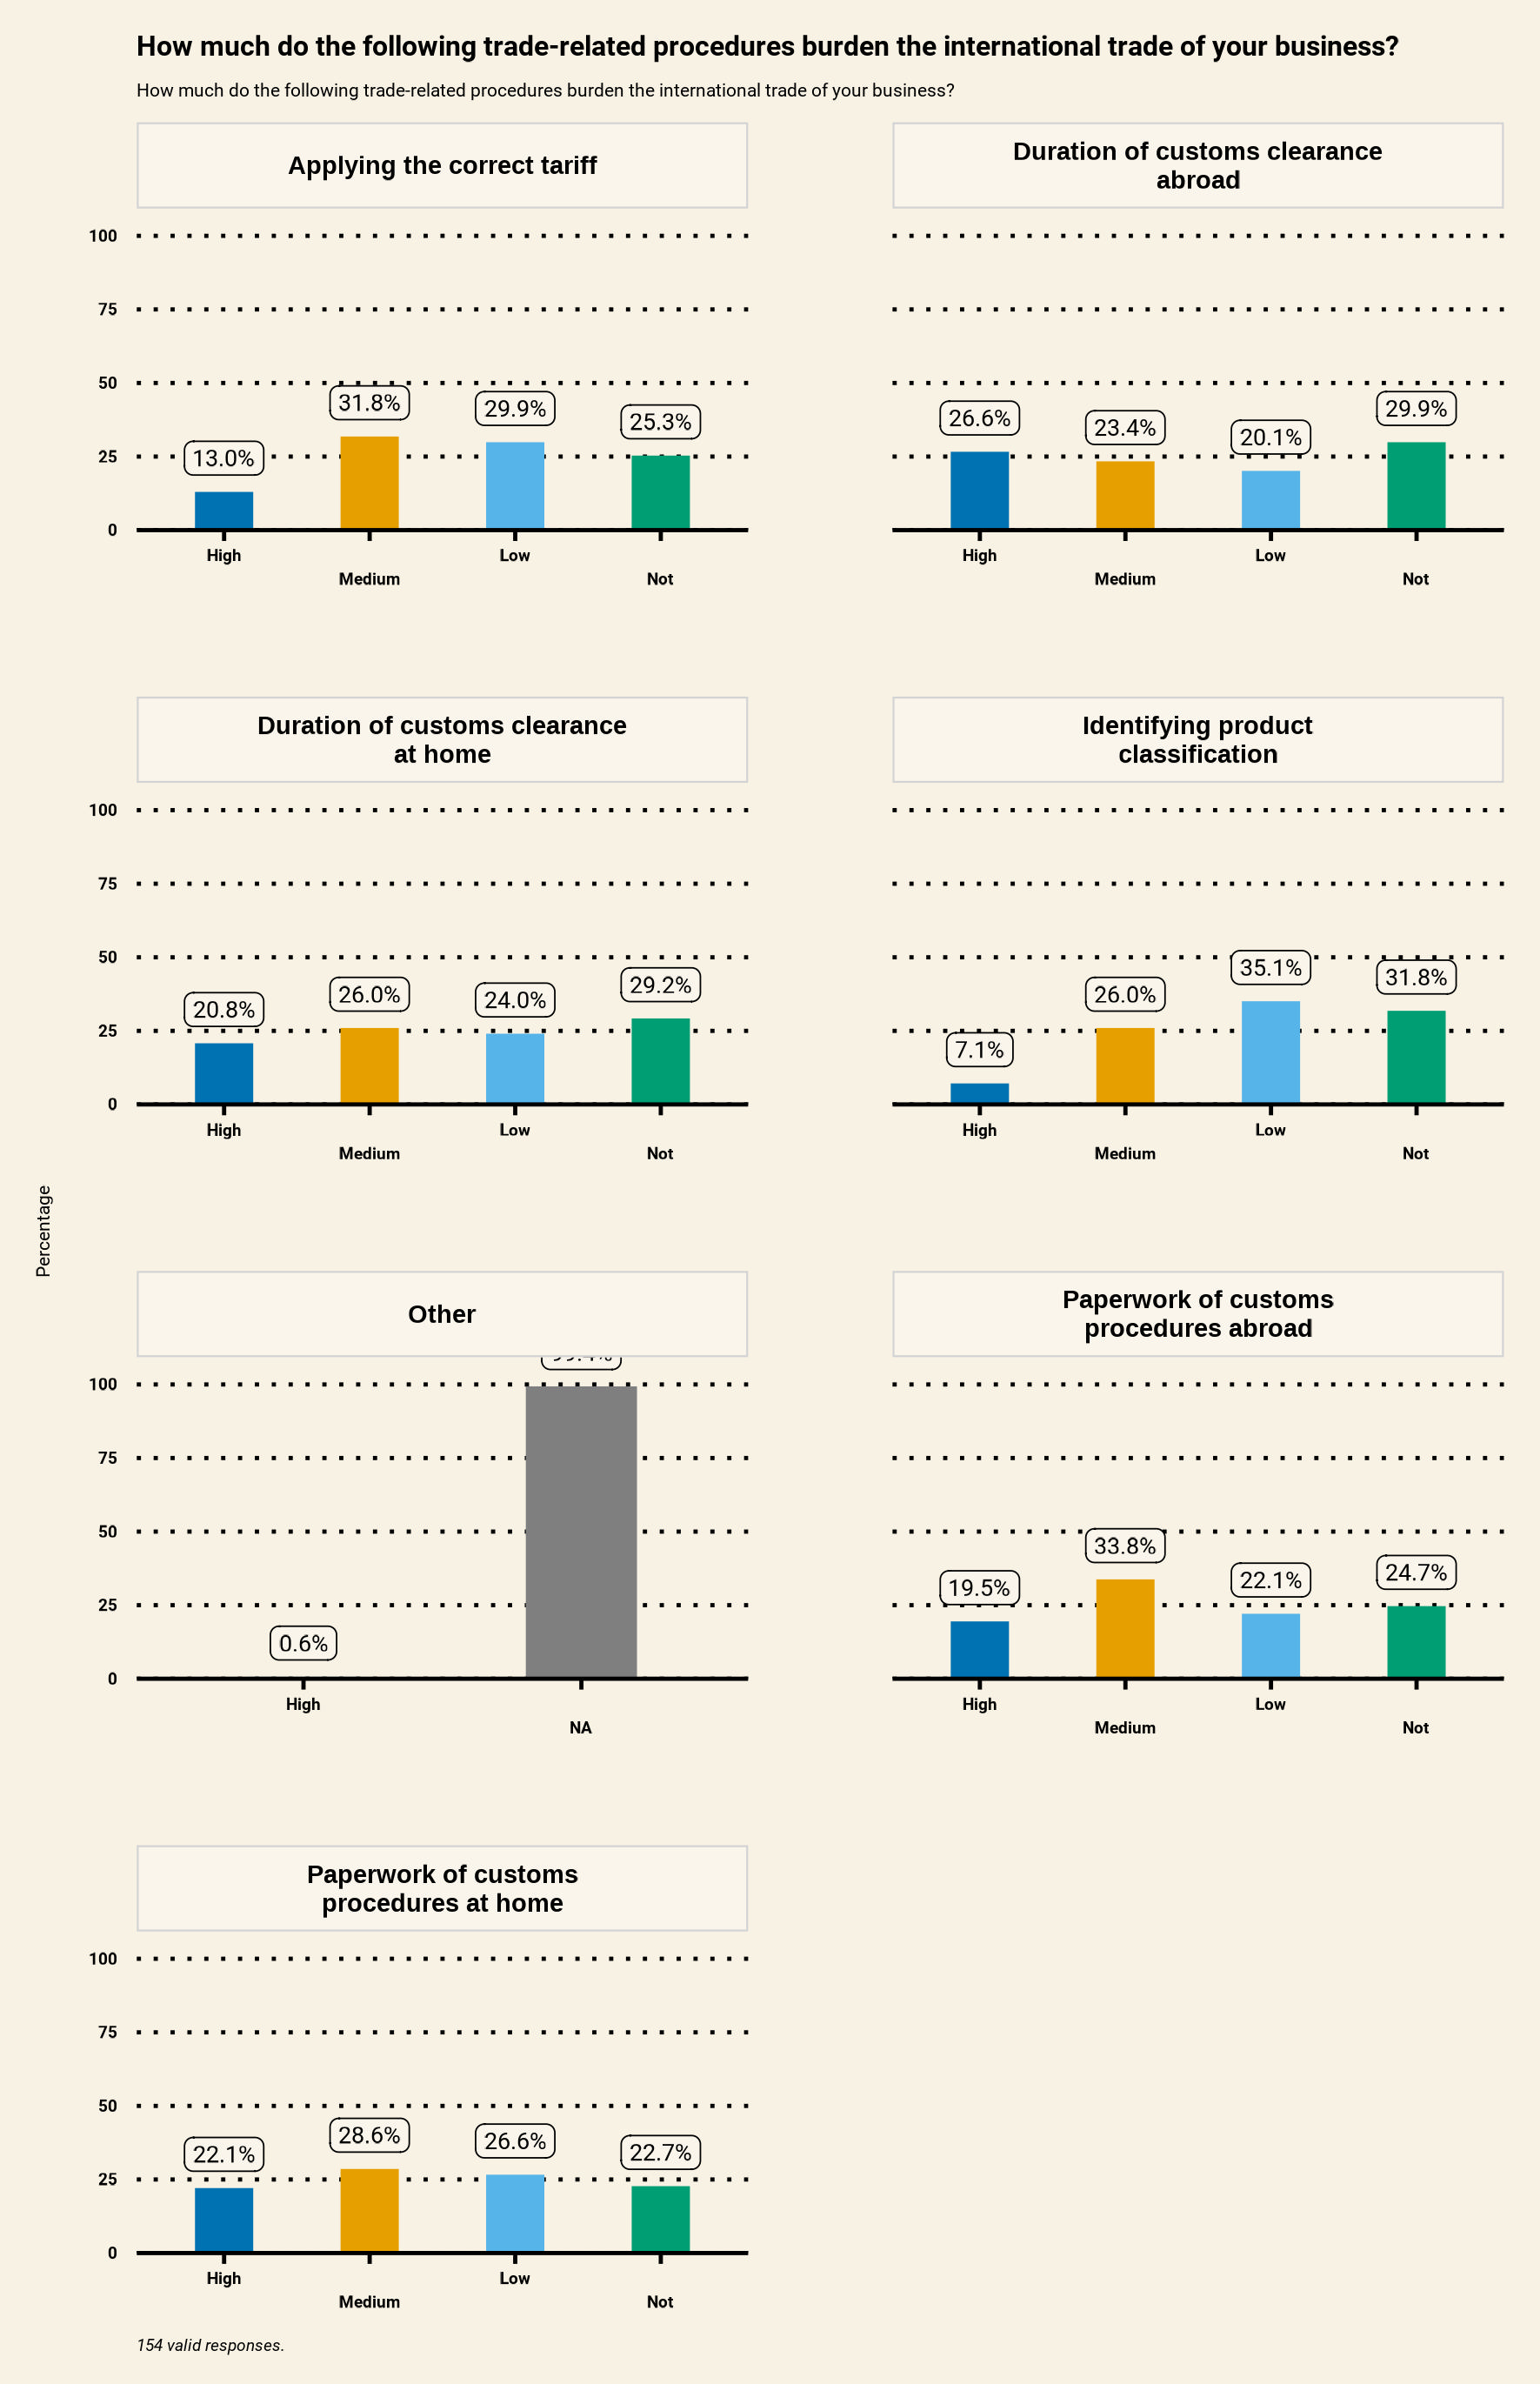 How much do the following trade-related procedures burden the international trade of your business?
How much do the following trade-related procedures burden the international trade of your business?
Applying the correct tariff
100
75
50
25
0
13.0%
31.8%
29.9%
25.3%
High
Medium
Low
Not
Duration of customs clearance
abroad
26.6%
23.4%
20.1%
29.9%
High
Medium
Low
Not
Duration of customs clearance
at home
100
75
50
25
0
20.8%
26.0%
24.0%
29.2%
High
Medium
Low
Not
Identifying product
classification
7.1%
26.0%
35.1%
31.8%
High
Medium
Low
Not
Percentage
Other
100
75
50
25
0
0.6%
High
NA
Paperwork of customs
procedures abroad
19.5%
33.8%
22.1%
24.7%
High
Medium
Low
Not
Paperwork of customs
procedures at home
100
75
50
25
0
22.1%
28.6%
26.6%
22.7%
High
Medium
Low
Not
154 valid responses.